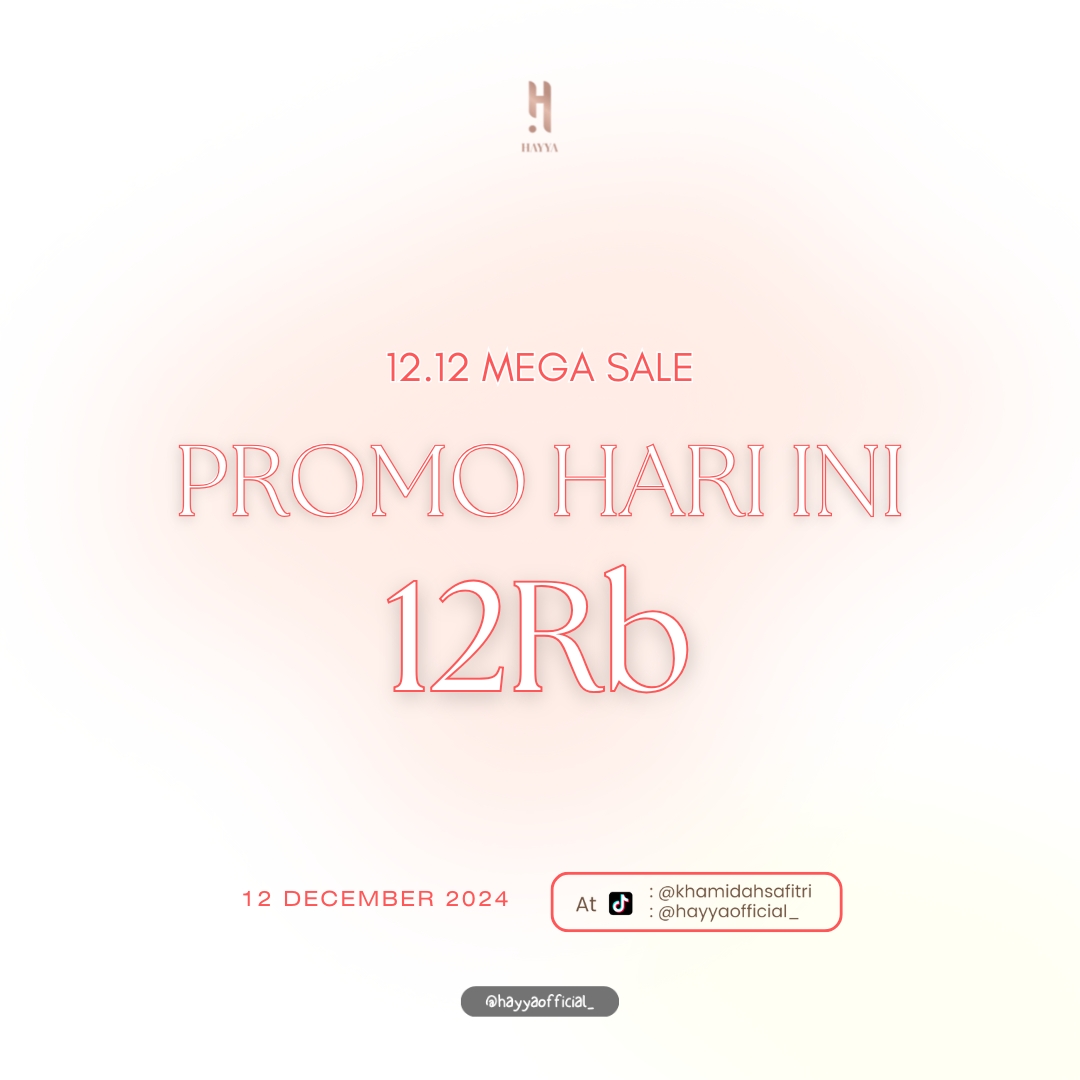 HAYYA
12.12 MEGA SALE
PROMO HARI INI
12Rb
12 DECEMBER 2024
At : @khamidahsafitri
: @hayyaofficial_
@hayyaofficial_